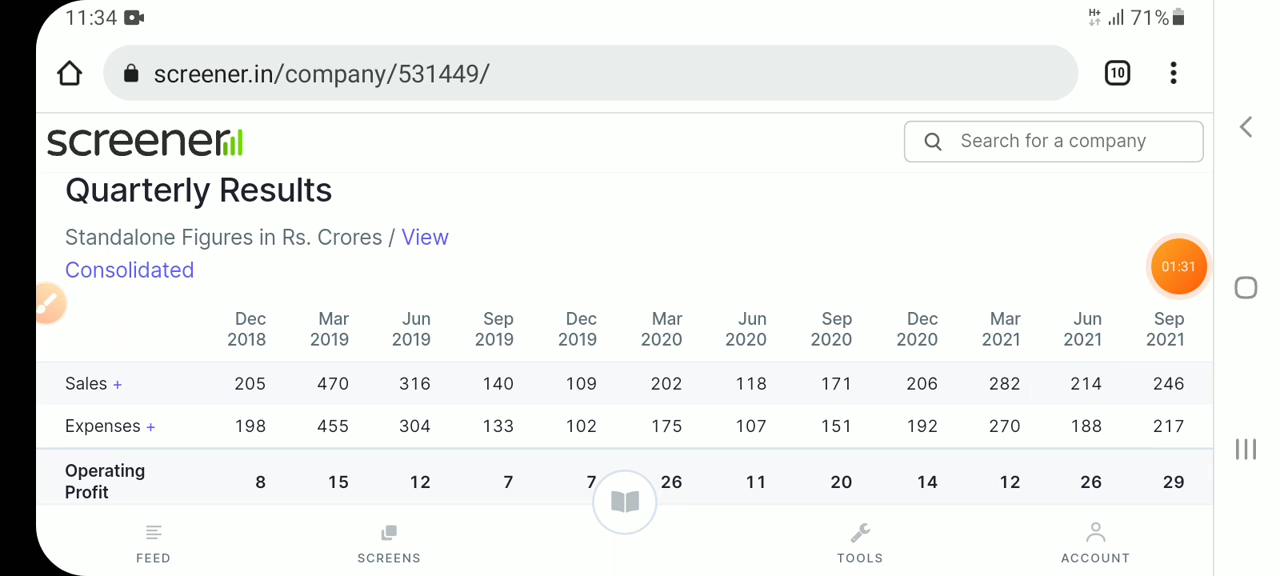 11:34 H+ 71%
screener.in/company/531449/ 10
screener Search for a company
Quarterly Results
Standalone Figures in Rs. Crores / View
Consolidated
01:31
Dec Mar Jun Sep Dec Mar Jun Sep Dec Mar Jun Sep
2018 2019 2019 2019 2019 2020 2020 2020 2020 2021 2021 2021
Sales + 205 470 316 140 109 202 118 171 206 282 214 246
Expenses + 198 455 304 133 102 175 107 151 192 270 188 217
Operating
Profit 8 15 12 7 7 26 11 20 14 12 26 29
FEED SCREENS TOOLS ACCOUNT